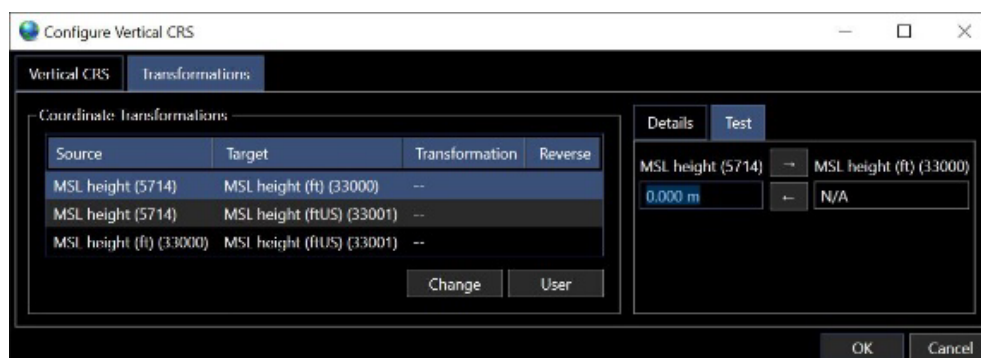 Configure Vertical CRS
Vertical CRS Transformations
Coordinate Transformations
Source Target Transformation Reverse
MSL height (5714) MSL height (ft) (33000) --
MSL height (5714) MSL height (ftUS) (33001) --
MSL height (ft) (33000) MSL height (ftUS) (33001) --
Change User
Details Test
MSL height (5714) → MSL height (ft) (33000)
0.000 m ← N/A
OK Cancel